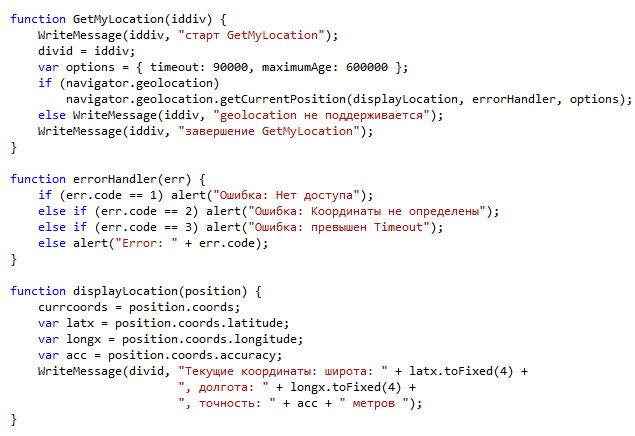 function GetMyLocation(iddiv) {
    WriteMessage(iddiv, "старт GetMyLocation");
    divid = iddiv;
    var options = { timeout: 90000, maximumAge: 600000 };
    if (navigator.geolocation)
        navigator.geolocation.getCurrentPosition(displayLocation, errorHandler, options);
    else WriteMessage(iddiv, "geolocation не поддерживается");
    WriteMessage(iddiv, "завершение GetMyLocation");
}

function errorHandler(err) {
    if (err.code == 1) alert("Ошибка: Нет доступа");
    else if (err.code == 2) alert("Ошибка: Координаты не определены");
    else if (err.code == 3) alert("Ошибка: превышен Timeout");
    else alert("Error: " + err.code);
}

function displayLocation(position) {
    currcoords = position.coords;
    var latx = position.coords.latitude;
    var longx = position.coords.longitude;
    var acc = position.coords.accuracy;
    WriteMessage(divid, "Текущие координаты: широта: " + latx.toFixed(4) +
                        ", долгота: " + longx.toFixed(4) +
                        ", точность: " + acc + " метров ");
}